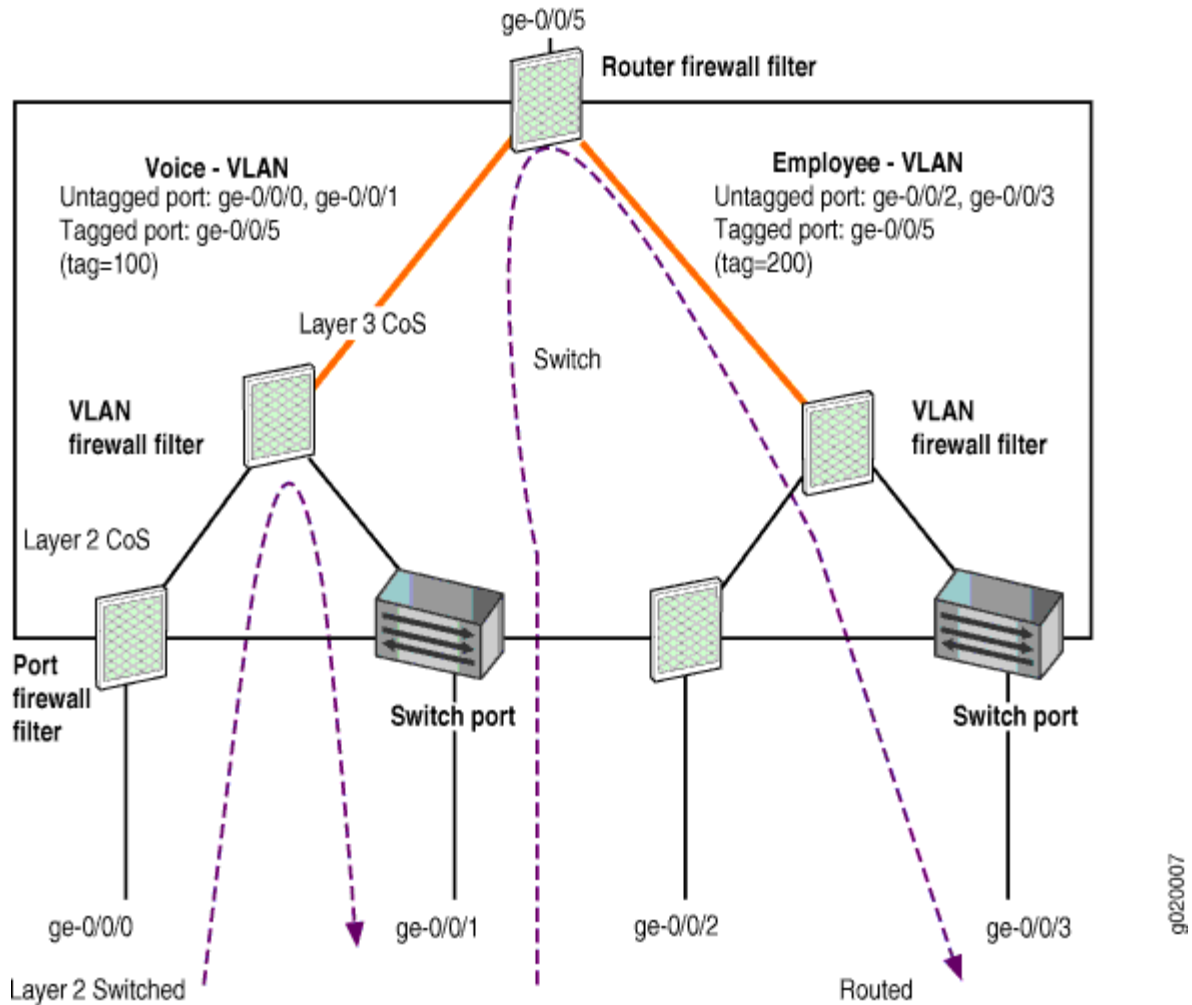 ge-0/0/5
Router firewall filter
Voice - VLAN
Untagged port: ge-0/0/0, ge-0/0/1
Tagged port: ge-0/0/5
(tag=100)
Employee - VLAN
Untagged port: ge-0/0/2, ge-0/0/3
Tagged port: ge-0/0/5
(tag=200)
Layer 3 CoS
Switch
VLAN
firewall filter
VLAN
firewall filter
Layer 2 CoS
Port
firewall
filter
Switch port
Switch port
ge-0/0/0
ge-0/0/1
ge-0/0/2
ge-0/0/3
Layer 2 Switched
Routed
g020007